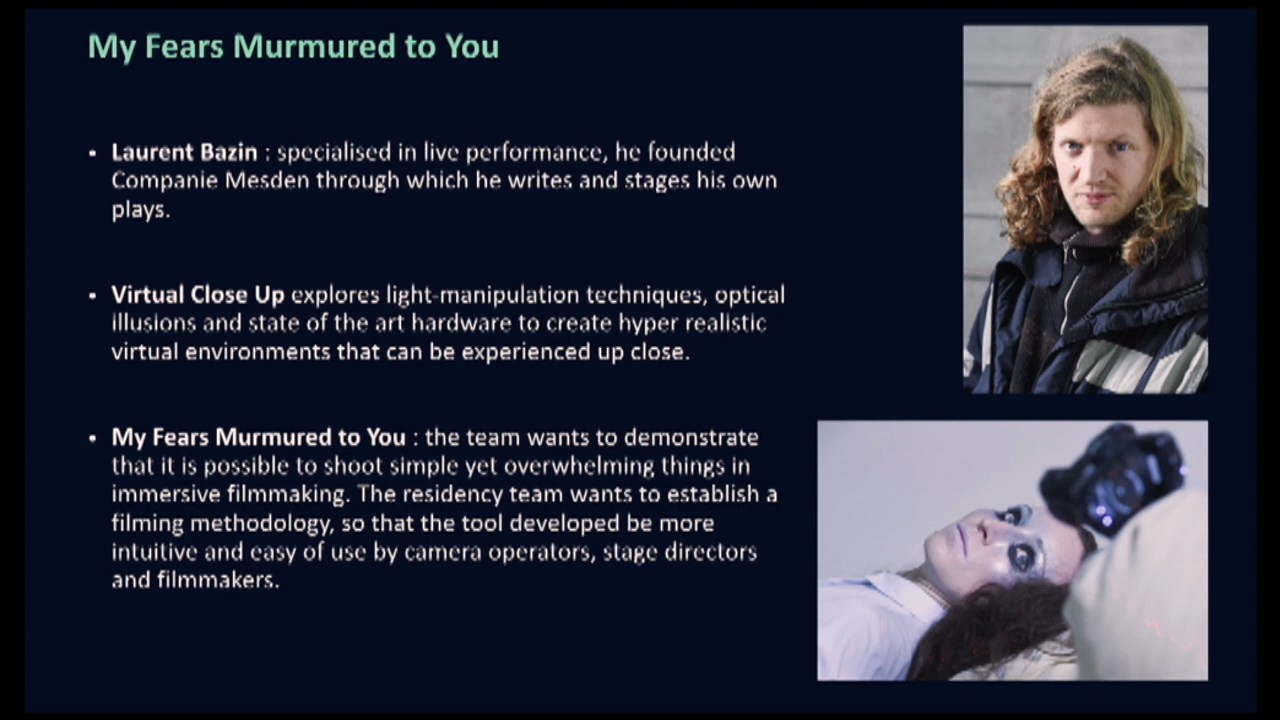 My Fears Murmured to You
• Laurent Bazin : specialised in live performance, he founded
Companie Mesden through which he writes and stages his own
plays.
• Virtual Close Up explores light-manipulation techniques, optical
illusions and state of the art hardware to create hyper realistic
virtual environments that can be experienced up close.
• My Fears Murmured to You : the team wants to demonstrate
that it is possible to shoot simple yet overwhelming things in
immersive filmmaking. The residency team wants to establish a
filming methodology, so that the tool developed be more
intuitive and easy of use by camera operators, stage directors
and filmmakers.